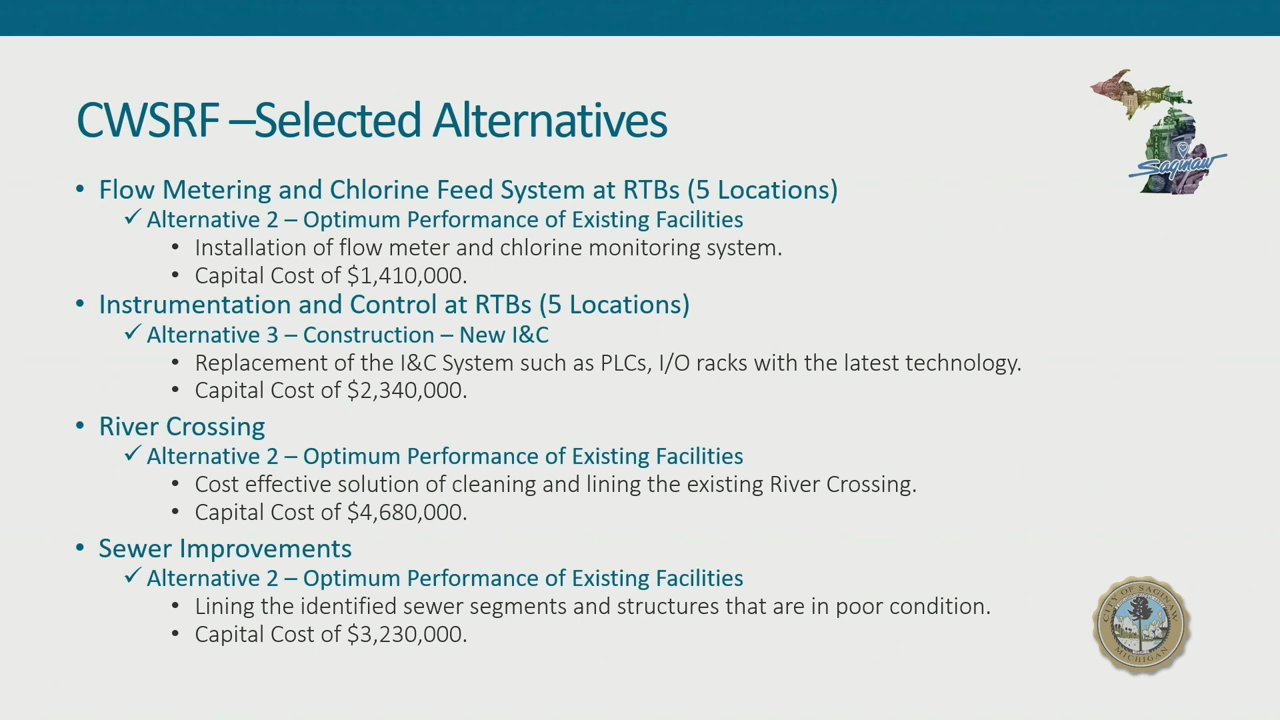 CWSRF –Selected Alternatives
Saginaw
• Flow Metering and Chlorine Feed System at RTBs (5 Locations)
✓ Alternative 2 – Optimum Performance of Existing Facilities
• Installation of flow meter and chlorine monitoring system.
• Capital Cost of $1,410,000.
• Instrumentation and Control at RTBs (5 Locations)
✓ Alternative 3 – Construction – New I&C
• Replacement of the I&C System such as PLCs, I/O racks with the latest technology.
• Capital Cost of $2,340,000.
• River Crossing
✓ Alternative 2 – Optimum Performance of Existing Facilities
• Cost effective solution of cleaning and lining the existing River Crossing.
• Capital Cost of $4,680,000.
• Sewer Improvements
✓ Alternative 2 – Optimum Performance of Existing Facilities
• Lining the identified sewer segments and structures that are in poor condition.
• Capital Cost of $3,230,000.
CITY OF SAGINAW
MICHIGAN